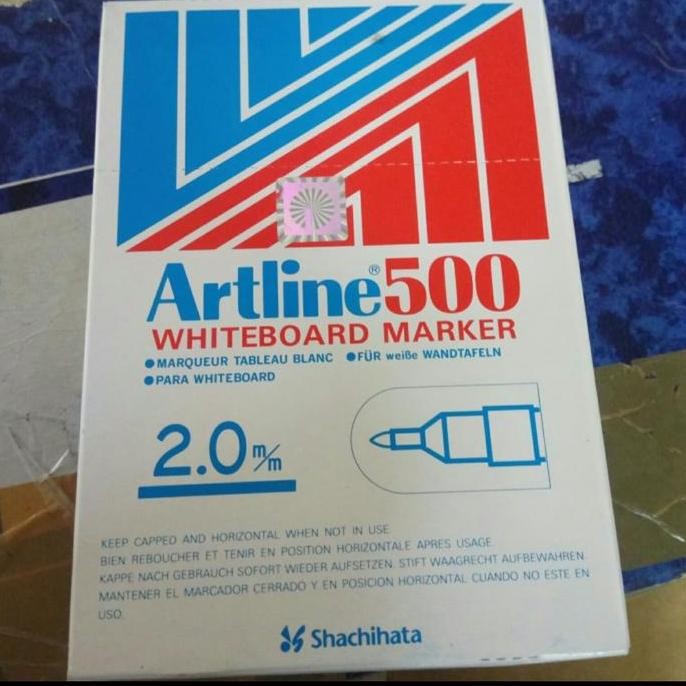 Artline®500
WHITEBOARD MARKER
●MARQUEUR TABLEAU BLANC ●FÜR weiße WANDTAFELN
●PARA WHITEBOARD
2.0 m/m
KEEP CAPPED AND HORIZONTAL WHEN NOT IN USE.
BIEN REBOUCHER ET TENIR EN POSITION HORIZONTALE APRES USAGE.
KAPPE NACH GEBRAUCH SOFORT WIEDER AUFSETZEN. STIFT WAAGRECHT AUFBEWAHREN.
MANTENER EL MARCADOR CERRADO Y EN POSICION HORIZONTAL CUANDO NO ESTE EN
USO.
Shachihata